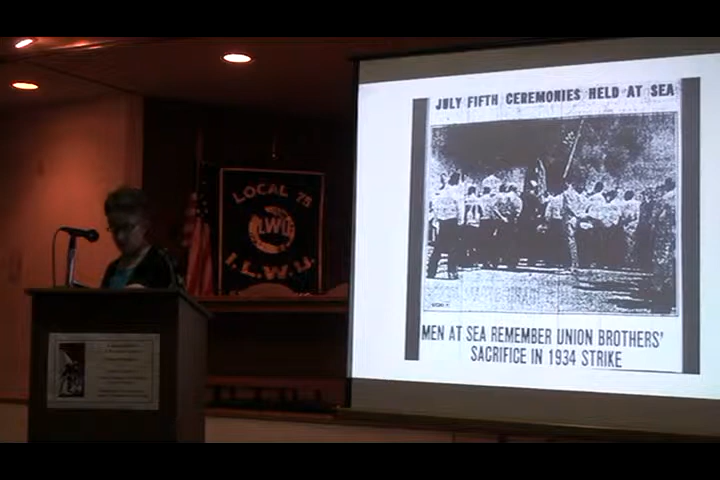 JULY FIFTH CEREMONIES HELD AT SEA
MEN AT SEA REMEMBER UNION BROTHERS'
SACRIFICE IN 1934 STRIKE
LOCAL 75
ILWU
I.L.W.U.